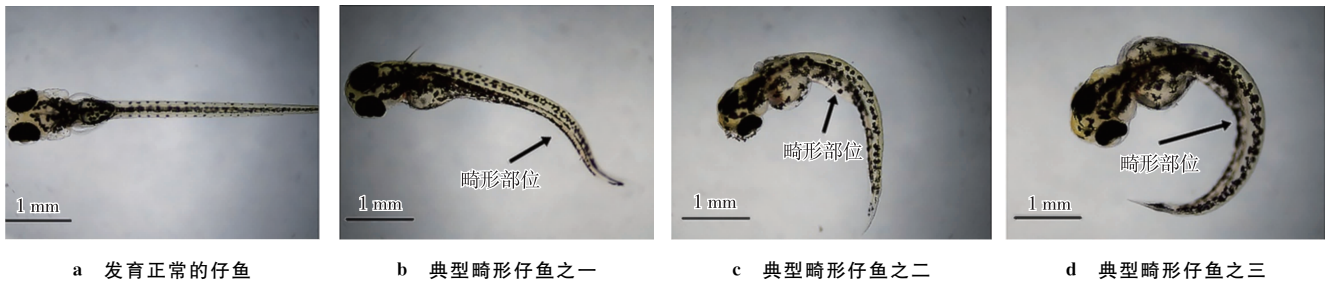 畸形部位
畸形部位
畸形部位
1 mm
1 mm
1 mm
1 mm
a 发育正常的仔鱼
b 典型畸形仔鱼之一
c 典型畸形仔鱼之二
d 典型畸形仔鱼之三